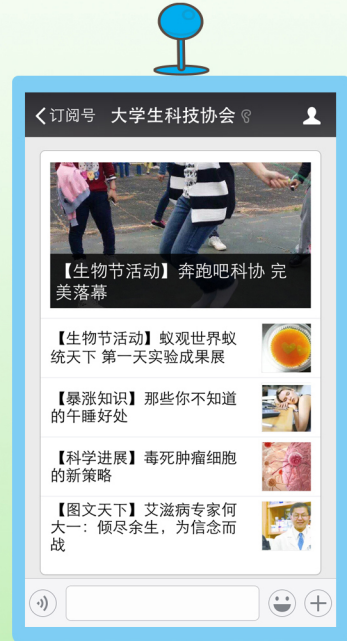 订阅号 大学生科技协会
【生物节活动】奔跑吧科协 完
美落幕
【生物节活动】蚁观世界蚁
统天下 第一天实验成果展
【暴涨知识】那些你不知道
的午睡好处
【科学进展】毒死肿瘤细胞
的新策略
【图文天下】艾滋病专家何
大一：倾尽余生，为信念而
战